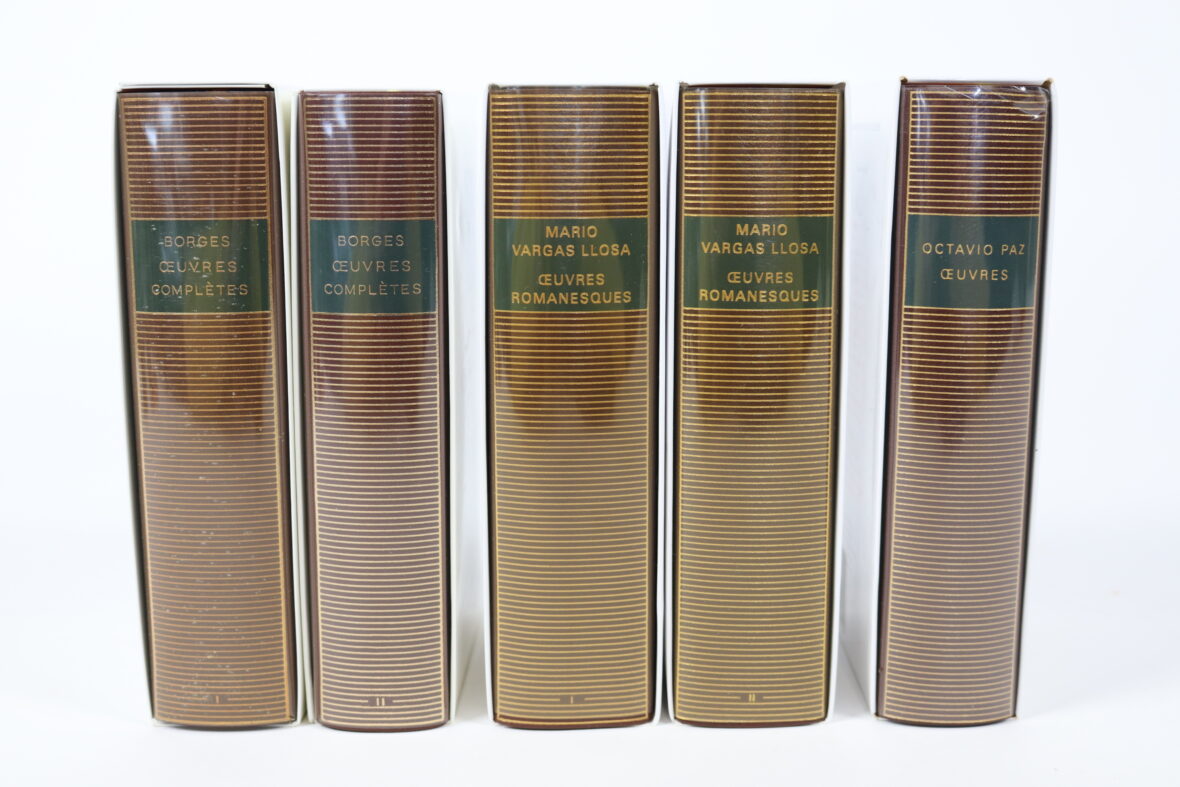 BORGES
ŒUVRES
COMPLÈTES
I
BORGES
ŒUVRES
COMPLÈTES
II
MARIO
VARGAS LLOSA
ŒUVRES
ROMANESQUES
I
MARIO
VARGAS LLOSA
ŒUVRES
ROMANESQUES
II
OCTAVIO PAZ
ŒUVRES